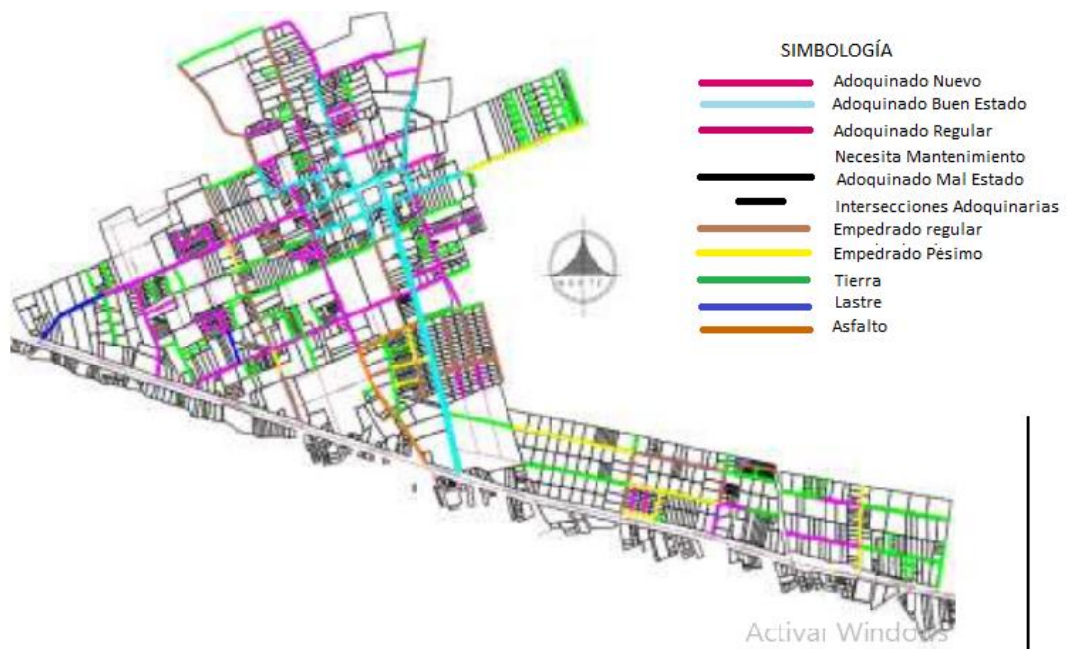 SIMBOLOGÍA
Adoquinado Nuevo
Adoquinado Buen Estado
Adoquinado Regular
Necesita Mantenimiento
Adoquinado Mal Estado
Intersecciones Adoquinarias
Empedrado regular
Empedrado Pésimo
Tierra
Lastre
Asfalto
NORTE
Activar Windows